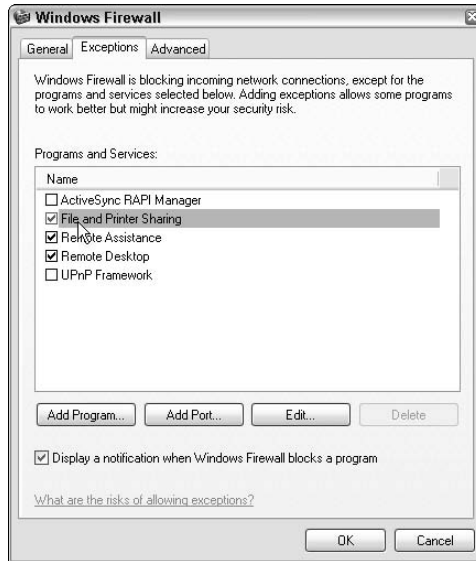 Windows Firewall
General Exceptions Advanced
Windows Firewall is blocking incoming network connections, except for the
programs and services selected below. Adding exceptions allows some programs
to work better but might increase your security risk.
Programs and Services:
Name
ActiveSync RAPI Manager
File and Printer Sharing
Remote Assistance
Remote Desktop
UPnP Framework
Add Program... Add Port... Edit... Delete
Display a notification when Windows Firewall blocks a program
What are the risks of allowing exceptions?
OK Cancel